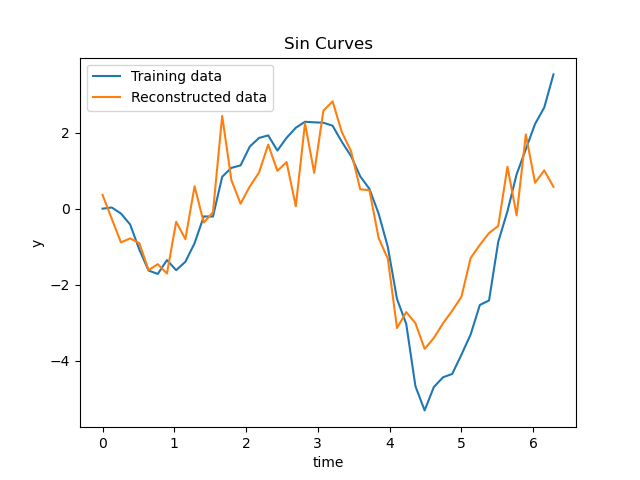 Sin Curves
Training data
Reconstructed data
y
2
0
−2
−4
0 1 2 3 4 5 6
time